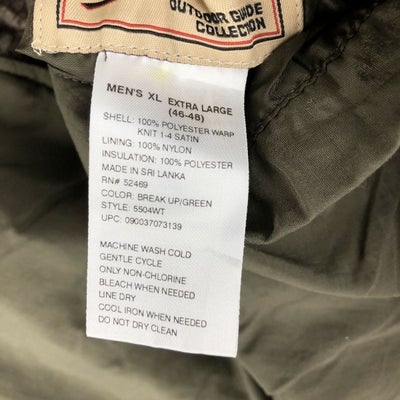 OUTDOOR GUIDE
COLLECTION
MEN'S XL EXTRA LARGE
(46-48)
SHELL: 100% POLYESTER WARP
KNIT 1-4 SATIN
LINING: 100% NYLON
INSULATION: 100% POLYESTER
MADE IN SRI LANKA
RN# 52469
COLOR: BREAK UP/GREEN
STYLE: 5504WT
UPC: 090037073139
MACHINE WASH COLD
GENTLE CYCLE
ONLY NON-CHLORINE
BLEACH WHEN NEEDED
LINE DRY
COOL IRON WHEN NEEDED
DO NOT DRY CLEAN